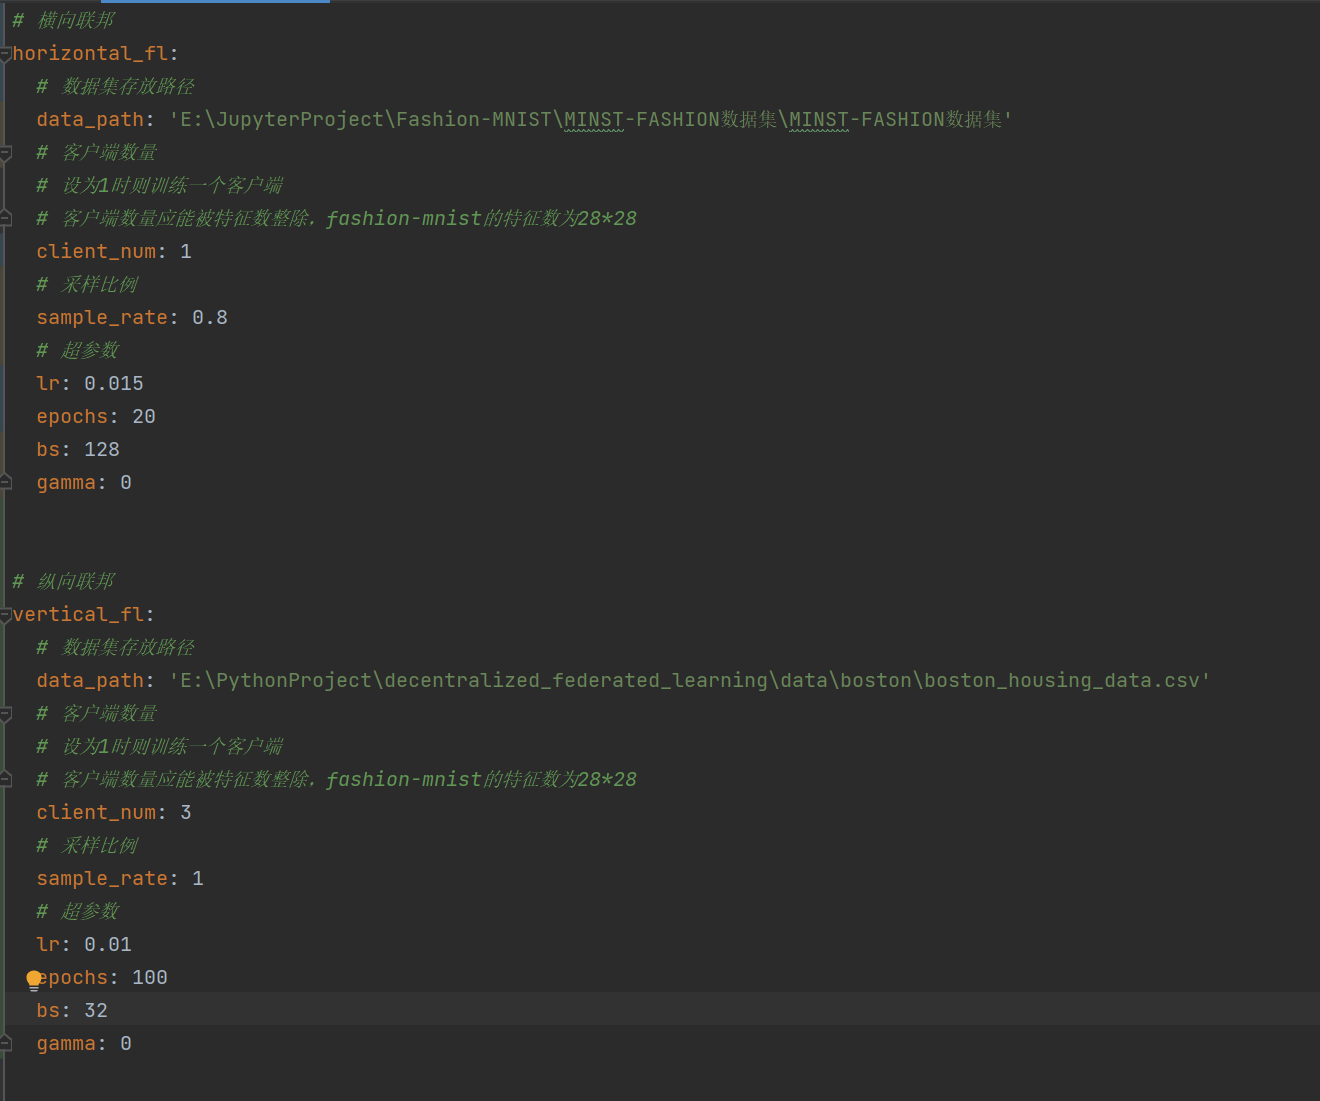 # 横向联邦
horizontal_fl:
# 数据集存放路径
data_path: 'E:\JupyterProject\Fashion-MNIST\MINST-FASHION数据集\MINST-FASHION数据集'
# 客户端数量
# 设为1时则训练一个客户端
# 客户端数量应能被特征数整除，fashion-mnist的特征数为28*28
client_num: 1
# 采样比例
sample_rate: 0.8
# 超参数
lr: 0.015
epochs: 20
bs: 128
gamma: 0
# 纵向联邦
vertical_fl:
# 数据集存放路径
data_path: 'E:\PythonProject\decentralized_federated_learning\data\boston\boston_housing_data.csv'
# 客户端数量
# 设为1时则训练一个客户端
# 客户端数量应能被特征数整除，fashion-mnist的特征数为28*28
client_num: 3
# 采样比例
sample_rate: 1
# 超参数
lr: 0.01
epochs: 100
bs: 32
gamma: 0